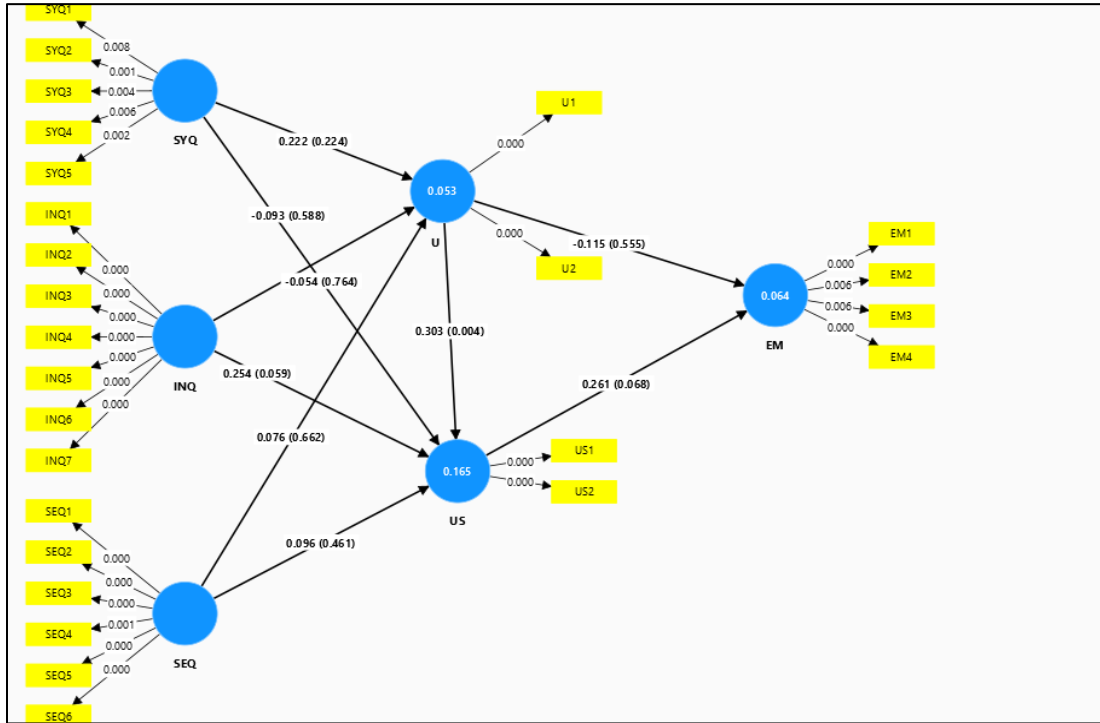 SYQ1
0.008
SYQ2
0.001
SYQ3
0.004
SYQ4
0.006
SYQ5
0.002
SYQ
INQ1
0.000
INQ2
0.000
INQ3
0.000
INQ4
0.000
INQ5
0.000
INQ6
0.000
INQ7
0.000
INQ
SEQ1
0.000
SEQ2
0.000
SEQ3
0.000
SEQ4
0.001
SEQ5
0.000
SEQ6
0.000
SEQ
0.222 (0.224)
-0.093 (0.588)
-0.054 (0.764)
0.254 (0.059)
0.076 (0.662)
0.096 (0.461)
0.053
U
U1
0.000
U2
0.000
0.303 (0.004)
-0.115 (0.555)
0.165
US
US1
0.000
US2
0.000
0.261 (0.068)
0.064
EM
EM1
0.000
EM2
0.006
EM3
0.006
EM4
0.000